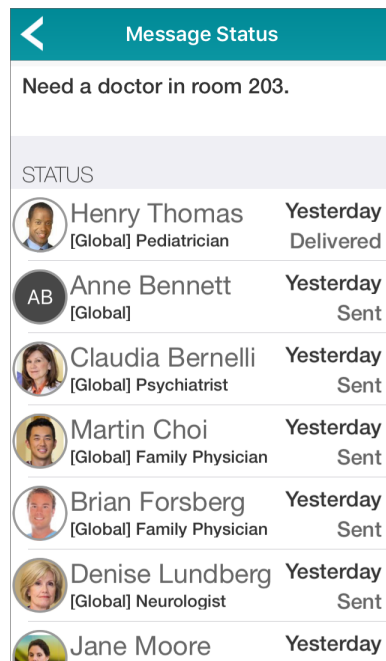 Message Status
Need a doctor in room 203.
STATUS
Henry Thomas Yesterday
[Global] Pediatrician Delivered
AB Anne Bennett Yesterday
[Global] Sent
Claudia Bernelli Yesterday
[Global] Psychiatrist Sent
Martin Choi Yesterday
[Global] Family Physician Sent
Brian Forsberg Yesterday
[Global] Family Physician Sent
Denise Lundberg Yesterday
[Global] Neurologist Sent
Jane Moore Yesterday